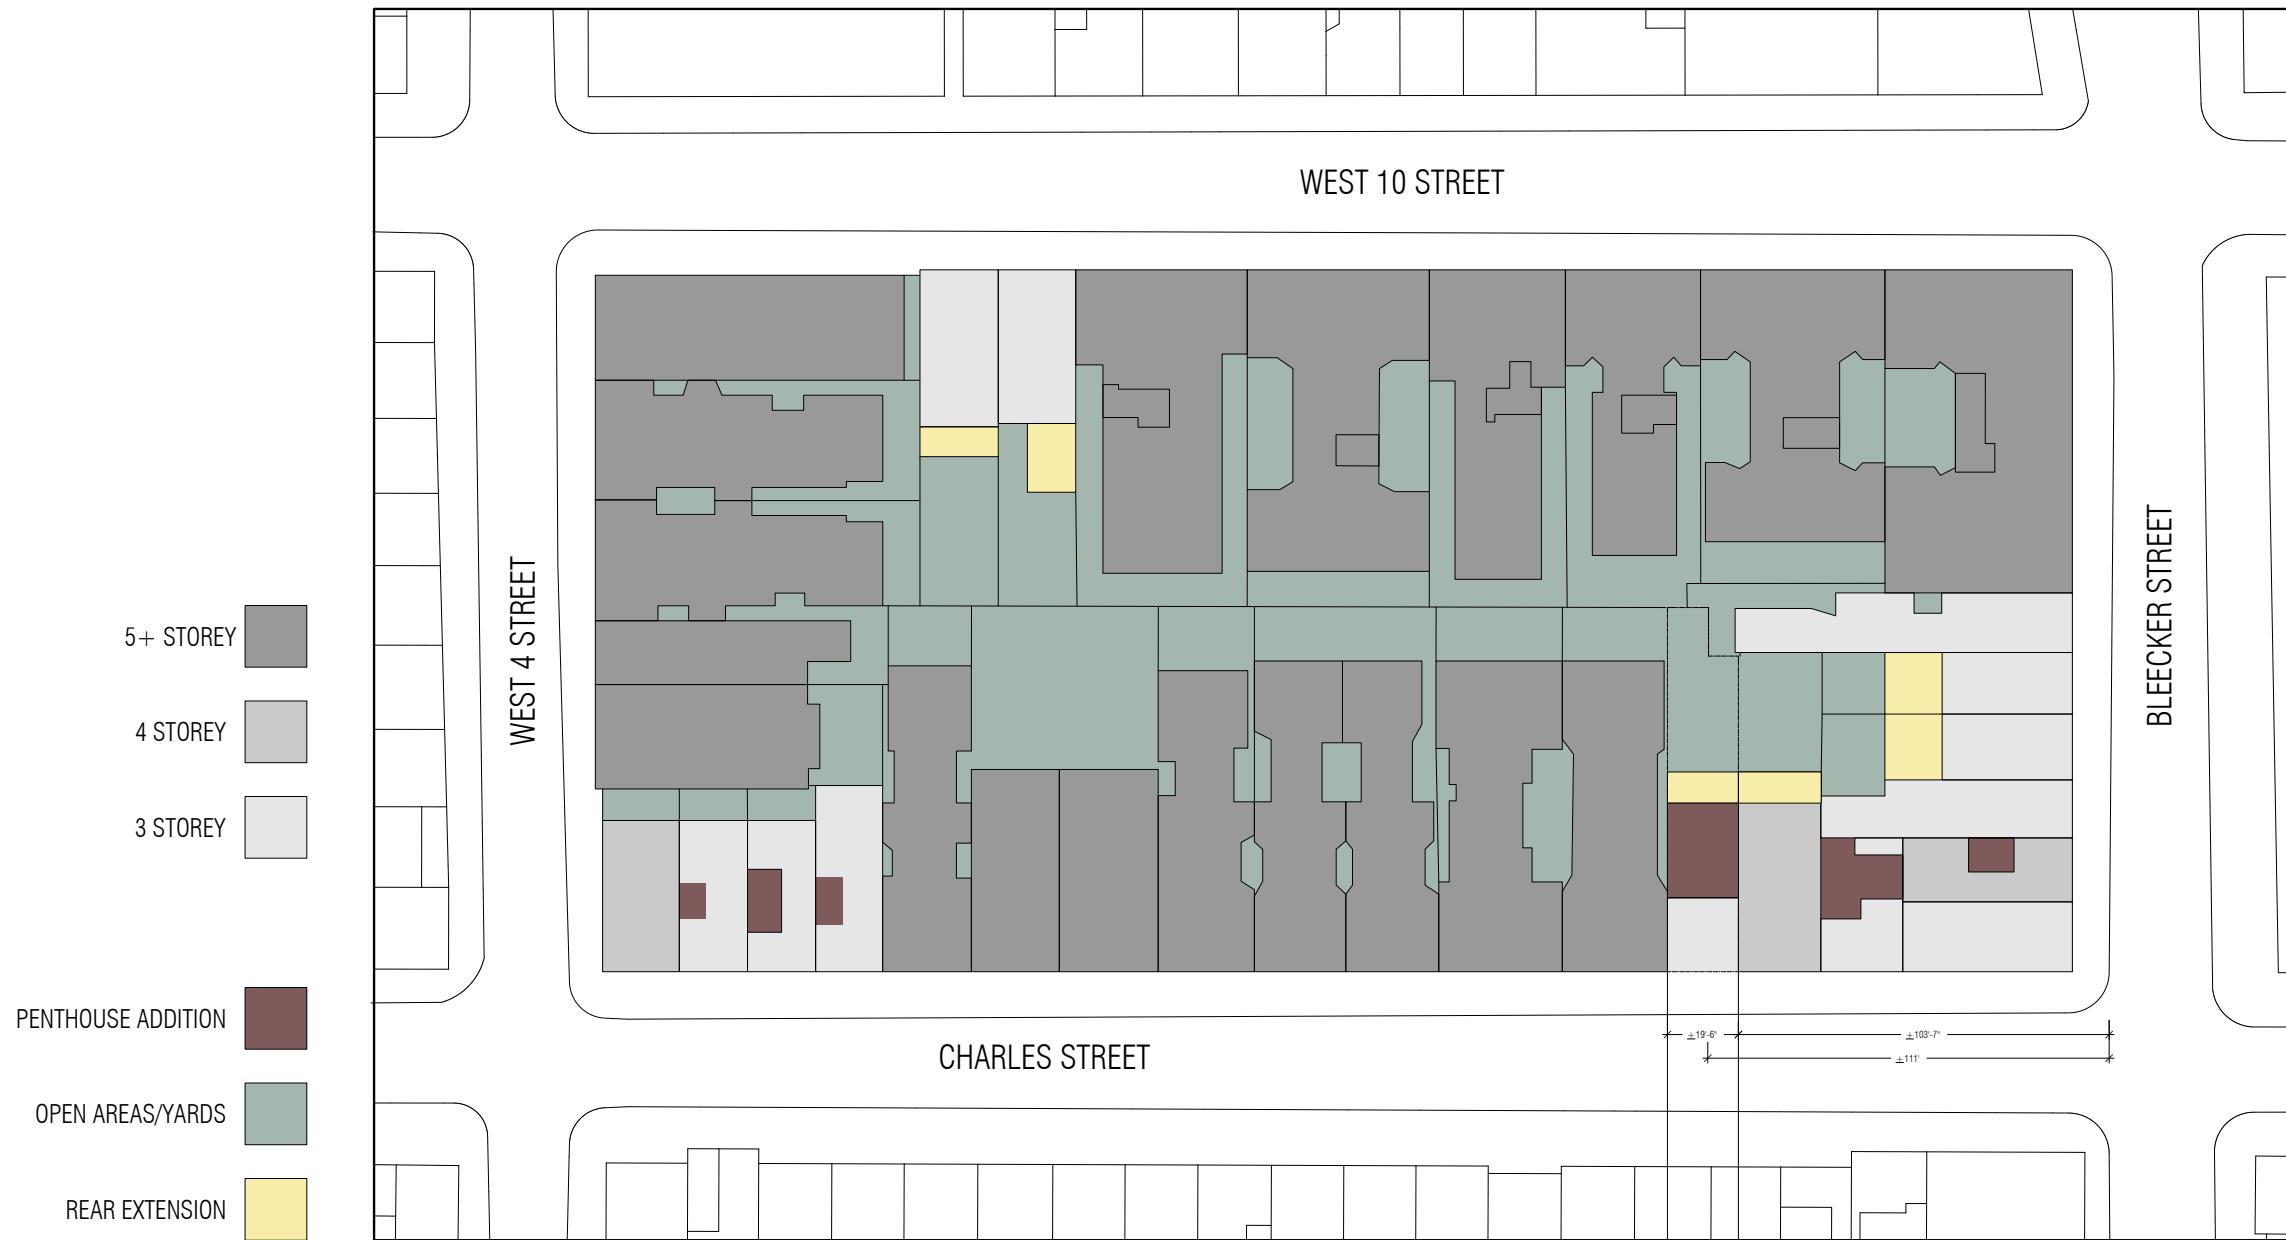 WEST 10 STREET
WEST 4 STREET
BLEECKER STREET
5+ STOREY
4 STOREY
3 STOREY
PENTHOUSE ADDITION
OPEN AREAS/YARDS
REAR EXTENSION
CHARLES STREET
±19'-6"
±103'-7"
±111'